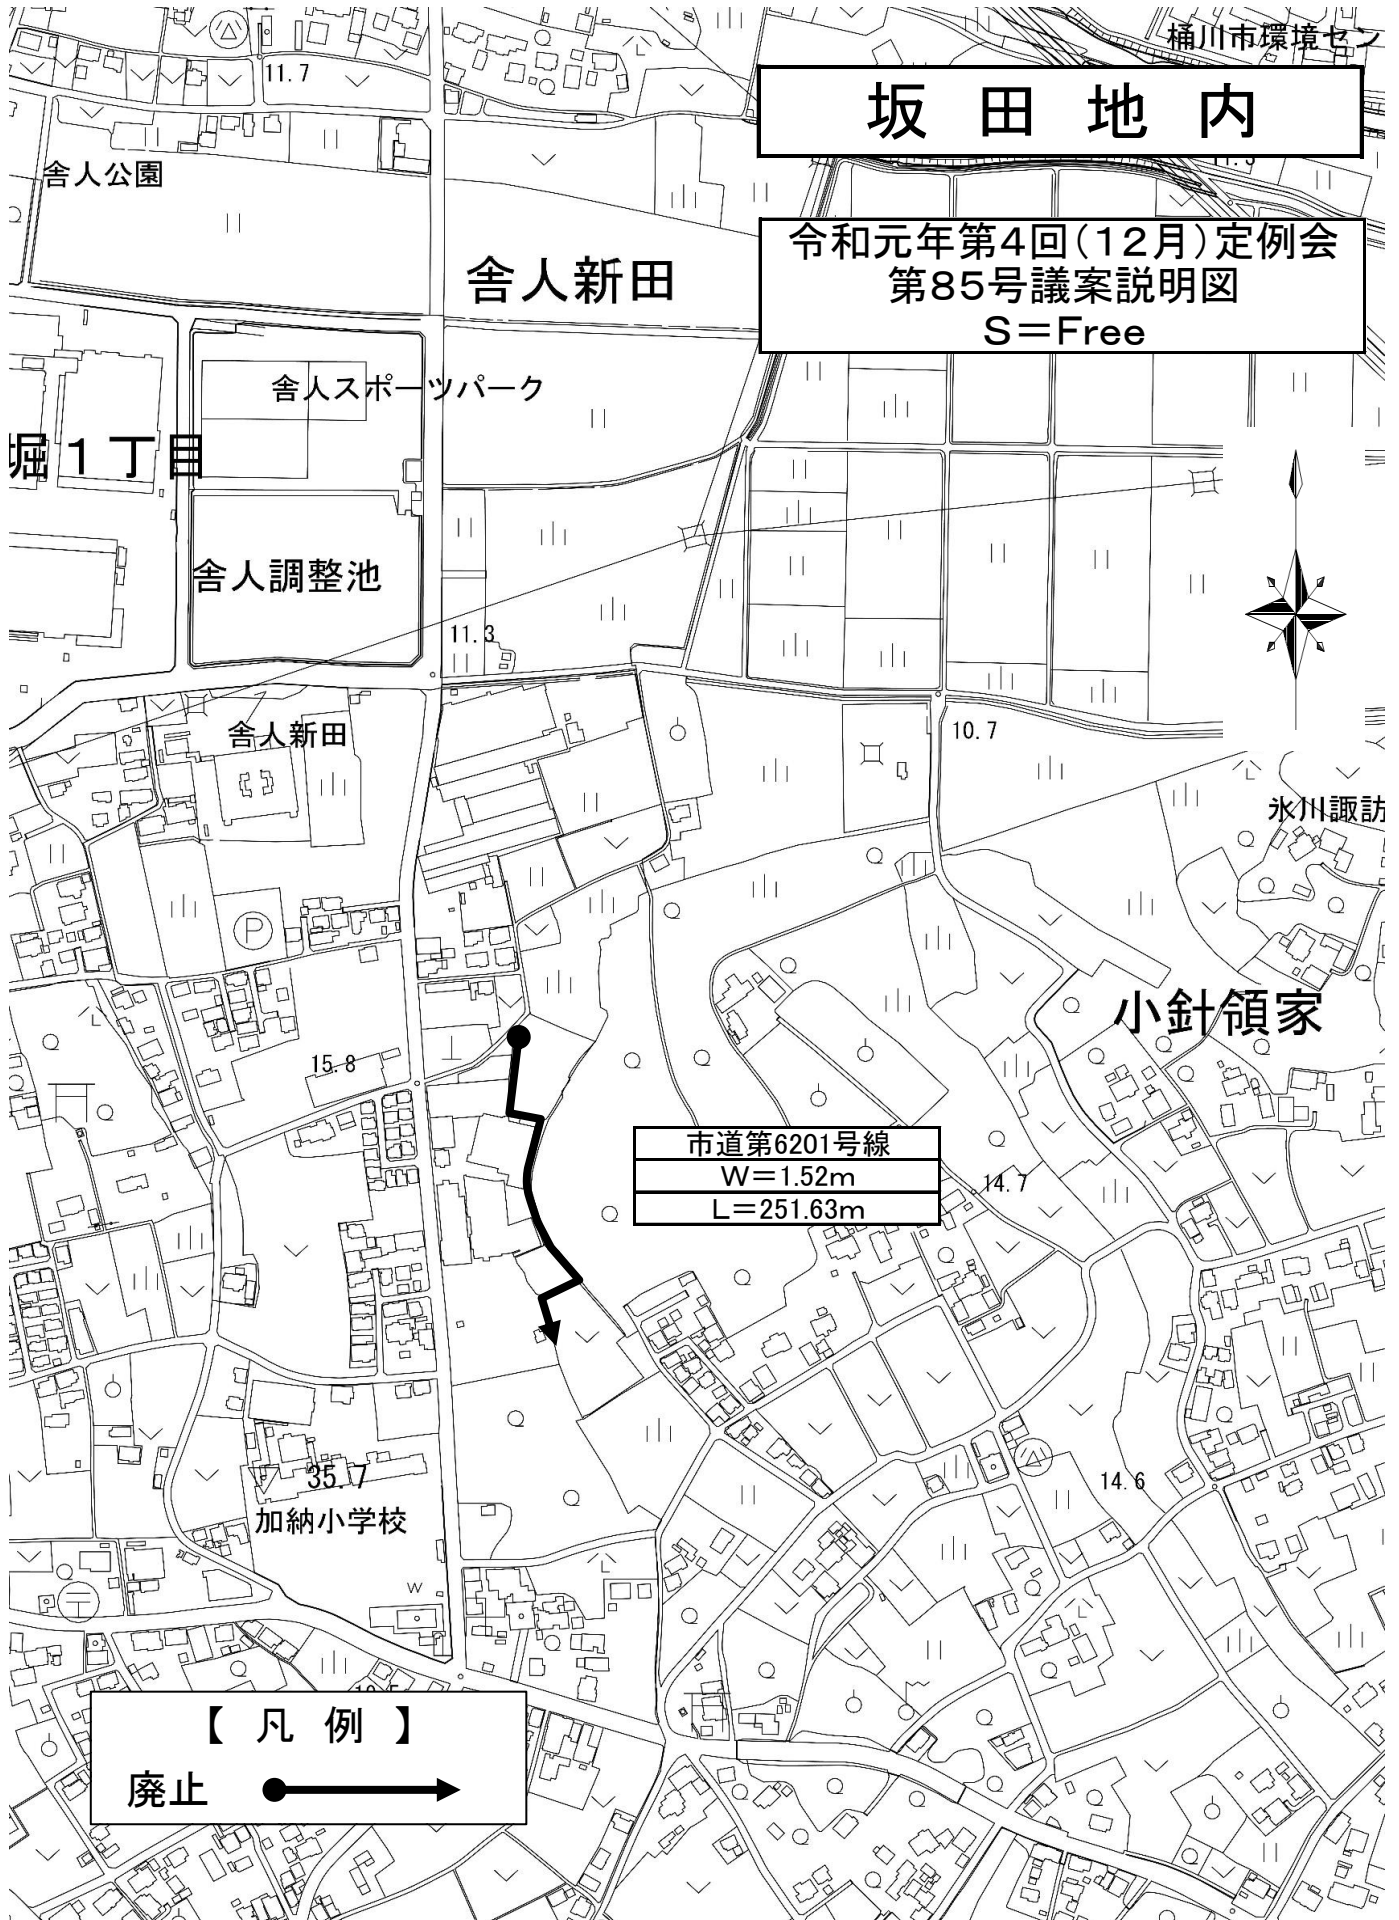 桶川市環境セン
11.7
坂田地内
舎人公園
令和元年第4回(12月)定例会
第85号議案説明図
S=Free
舎人新田
舎人スポーツパーク
堀1丁目
舎人調整池
11.3
舎人新田
10.7
氷川諏訪
P
小針領家
15.8
市道第6201号線
W=1.52m
L=251.63m
14.7
35.7
加納小学校
14.6
W
【凡例】
廃止